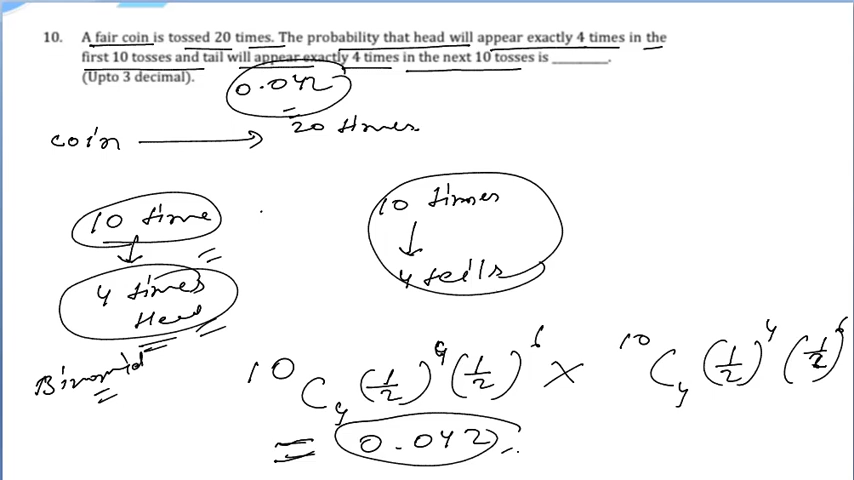 10. A fair coin is tossed 20 times. The probability that head will appear exactly 4 times in the
first 10 tosses and tail will appear exactly 4 times in the next 10 tosses is ________.
(Upto 3 decimal).
0.042
coin ⟶ 20 times
10 time
↓
4 times
Head
10 times
↓
4 teils
Binomial
¹⁰C₄ (1/2)⁴ (1/2)⁶ × ¹⁰C₄ (1/2)⁴ (1/2)⁶
= 0.042